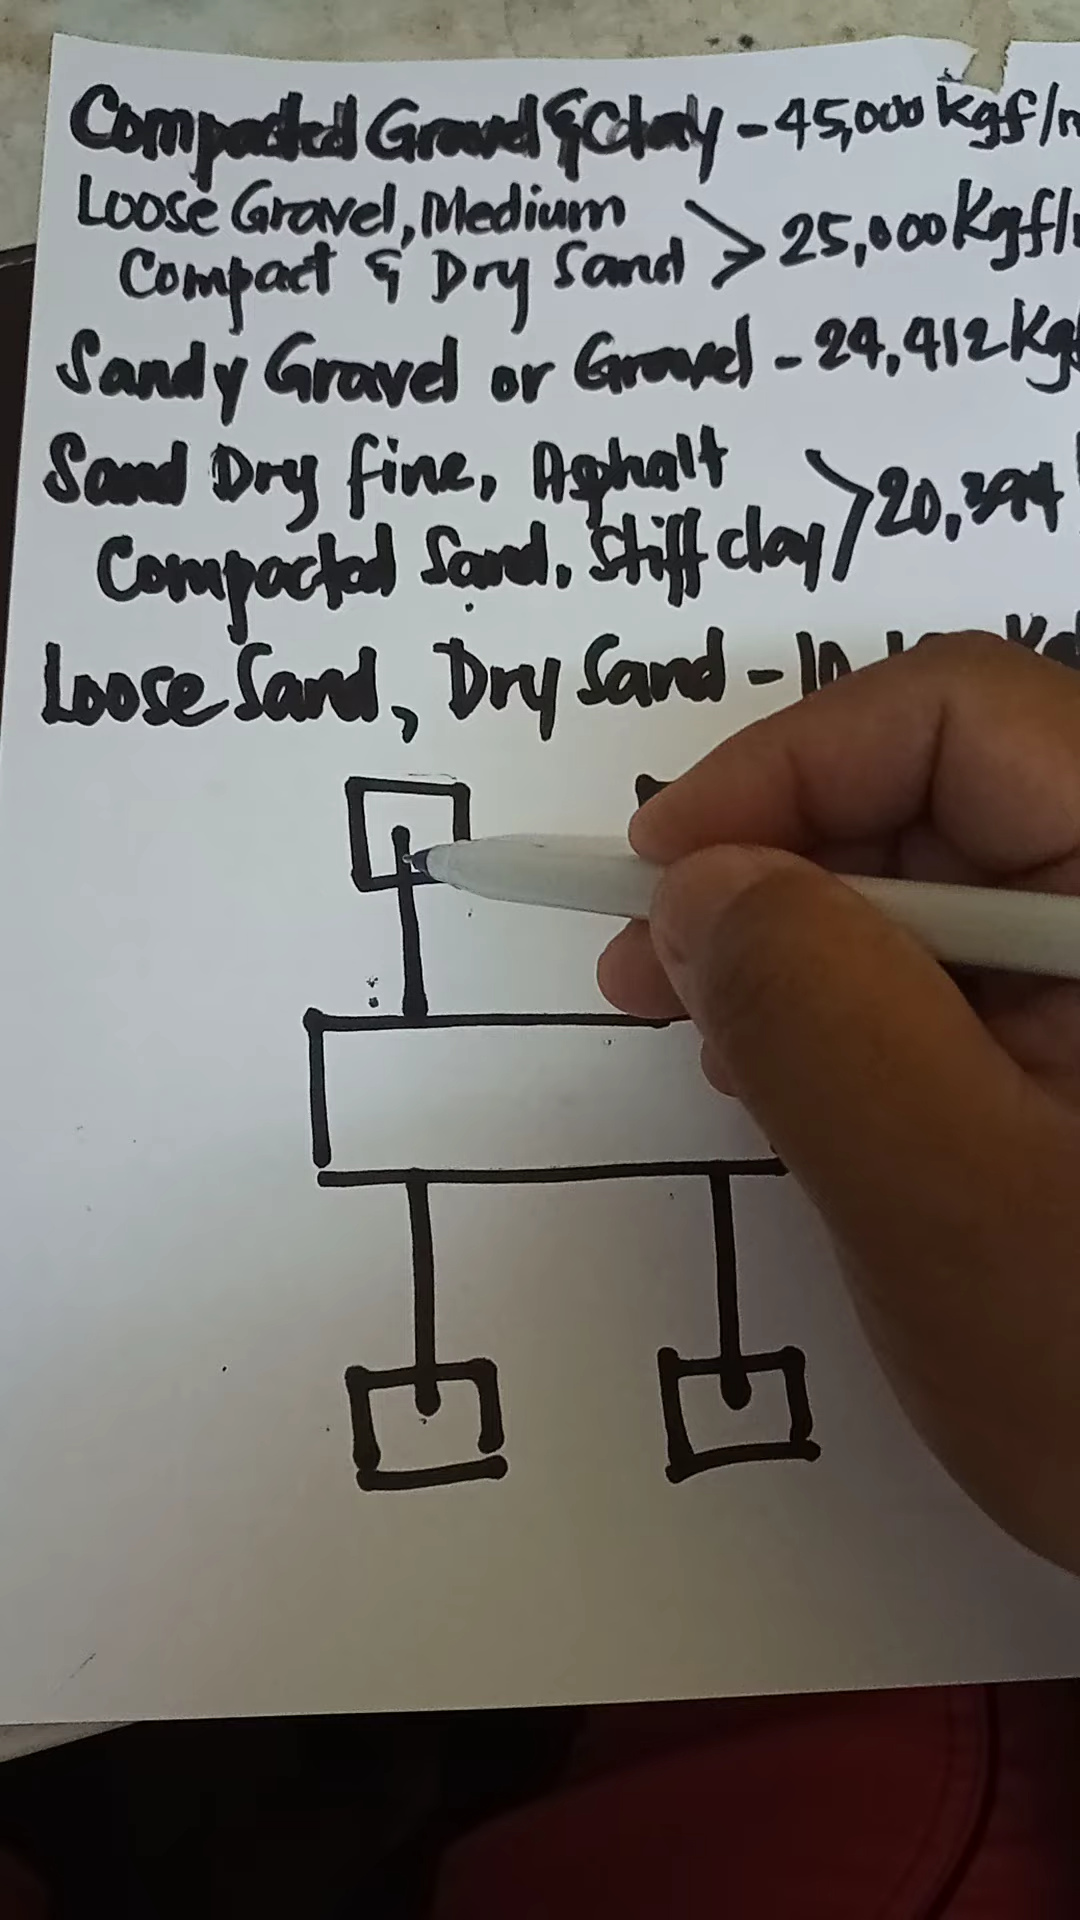 Compacted Gravel & Clay - 45,000 kgf/m
Loose Gravel, Medium
Compact & Dry Sand > 25,000 Kgf/
Sandy Gravel or Gravel - 24,412 Kg
Sand Dry fine, Asphalt
Compacted Sand, Stiff clay > 20,394
Loose Sand, Dry Sand - 10,